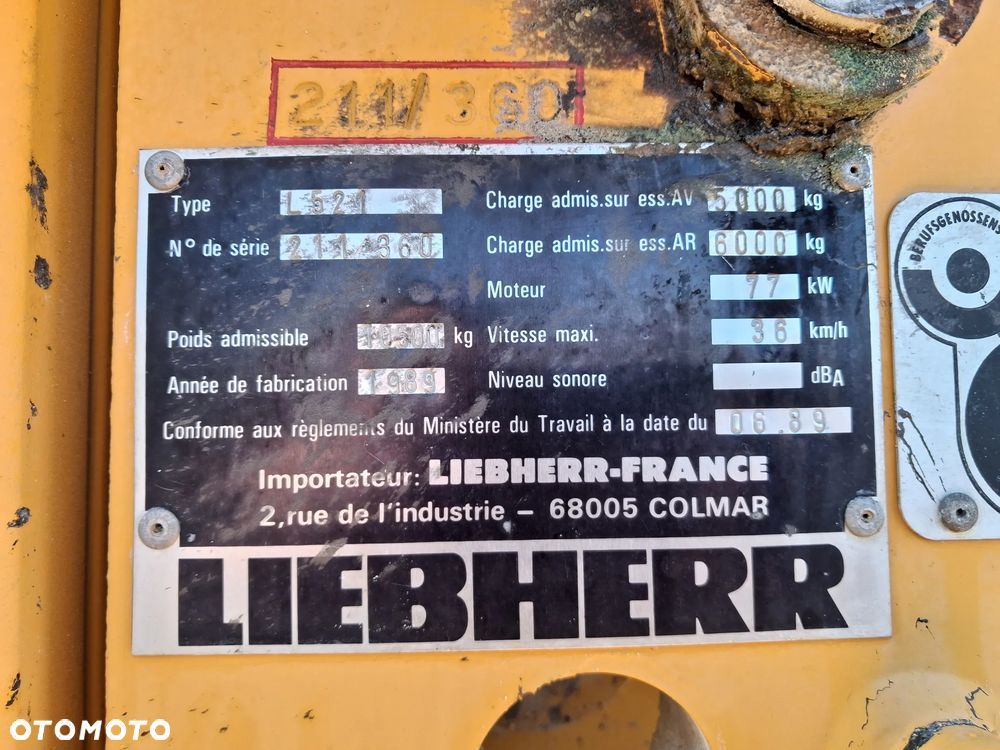 211/360
Type L521 Charge admis.sur ess.AV 5000 kg
N° de série 211 360 Charge admis.sur ess.AR 6000 kg
Moteur 77 kW
Poids admissible kg Vitesse maxi. 36 km/h
Année de fabrication 1989 Niveau sonore dBA
Conforme aux règlements du Ministère du Travail à la date du 06.89
Importateur: LIEBHERR-FRANCE
2,rue de l'industrie – 68005 COLMAR
LIEBHERR
OTOMOTO